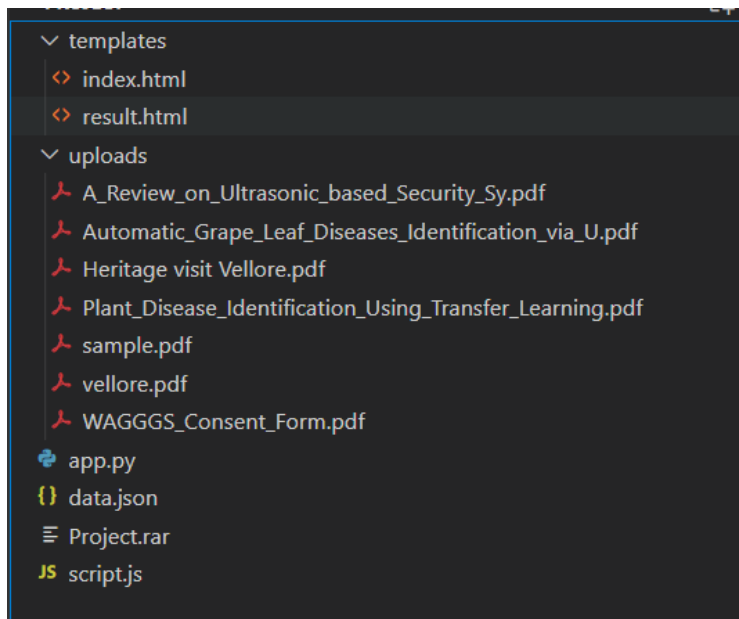 templates
index.html
result.html
uploads
A_Review_on_Ultrasonic_based_Security_Sy.pdf
Automatic_Grape_Leaf_Diseases_Identification_via_U.pdf
Heritage visit Vellore.pdf
Plant_Disease_Identification_Using_Transfer_Learning.pdf
sample.pdf
vellore.pdf
WAGGGS_Consent_Form.pdf
app.py
{} data.json
Project.rar
JS script.js